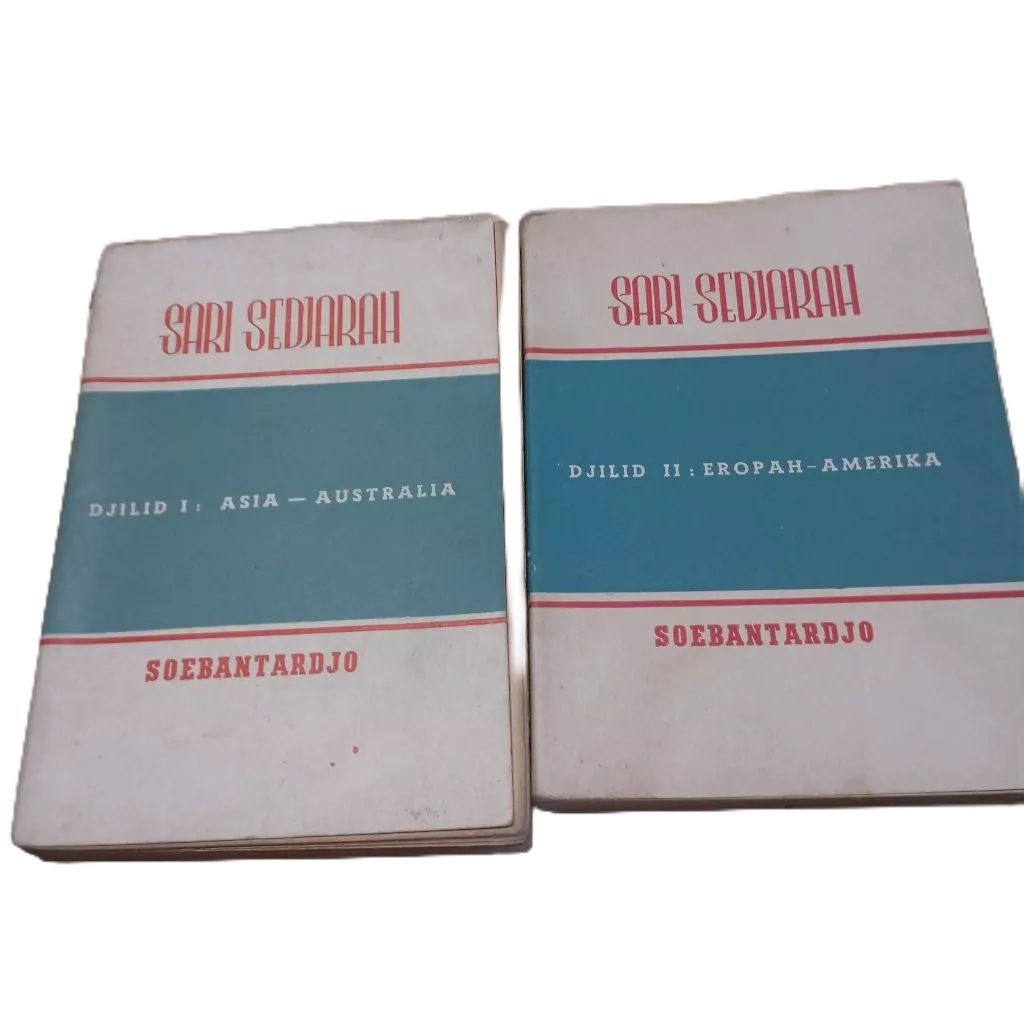 SARI SEDJARAH
DJILID I: ASIA — AUSTRALIA
SOEBANTARDJO
SARI SEDJARAH
DJILID II: EROPAH-AMERIKA
SOEBANTARDJO